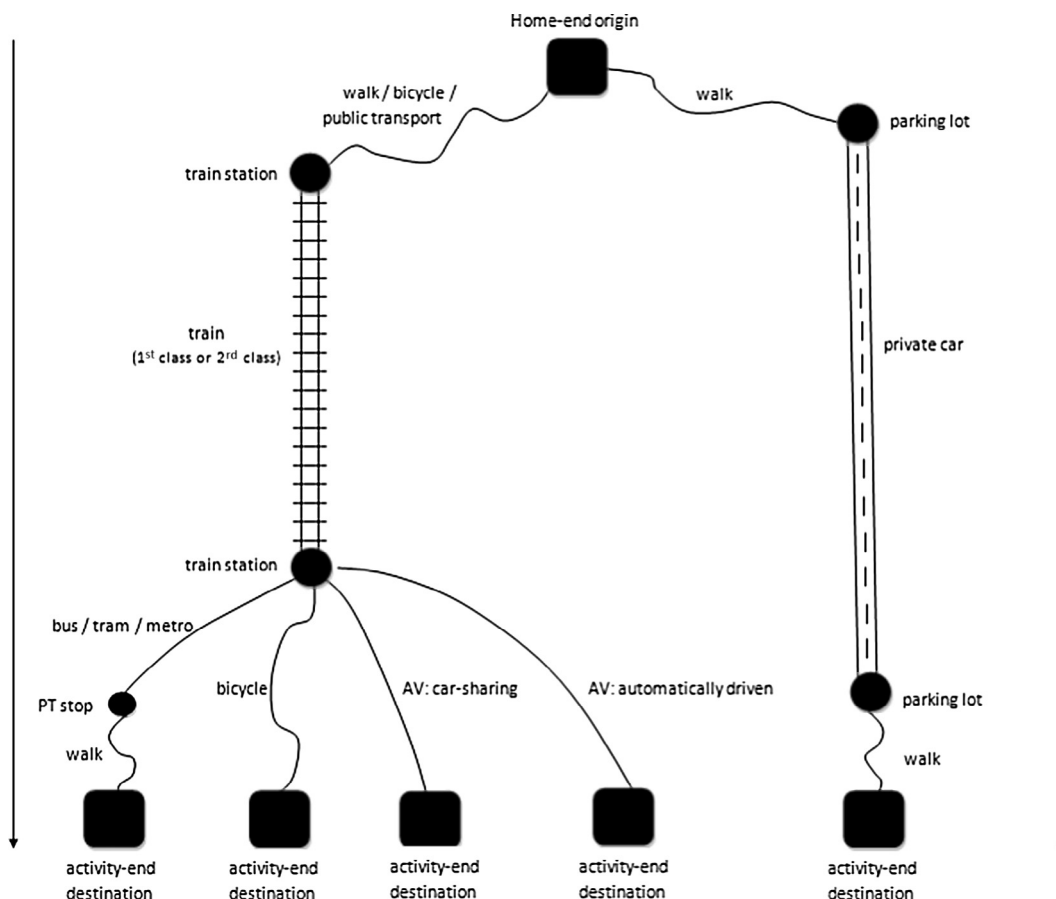 Home-end origin
walk / bicycle /
public transport
walk
parking lot
train station
train
(1st class or 2rd class)
private car
train station
bus / tram / metro
bicycle
AV: car-sharing
AV: automatically driven
PT stop
parking lot
walk
walk
activity-end
destination
activity-end
destination
activity-end
destination
activity-end
destination
activity-end
destination